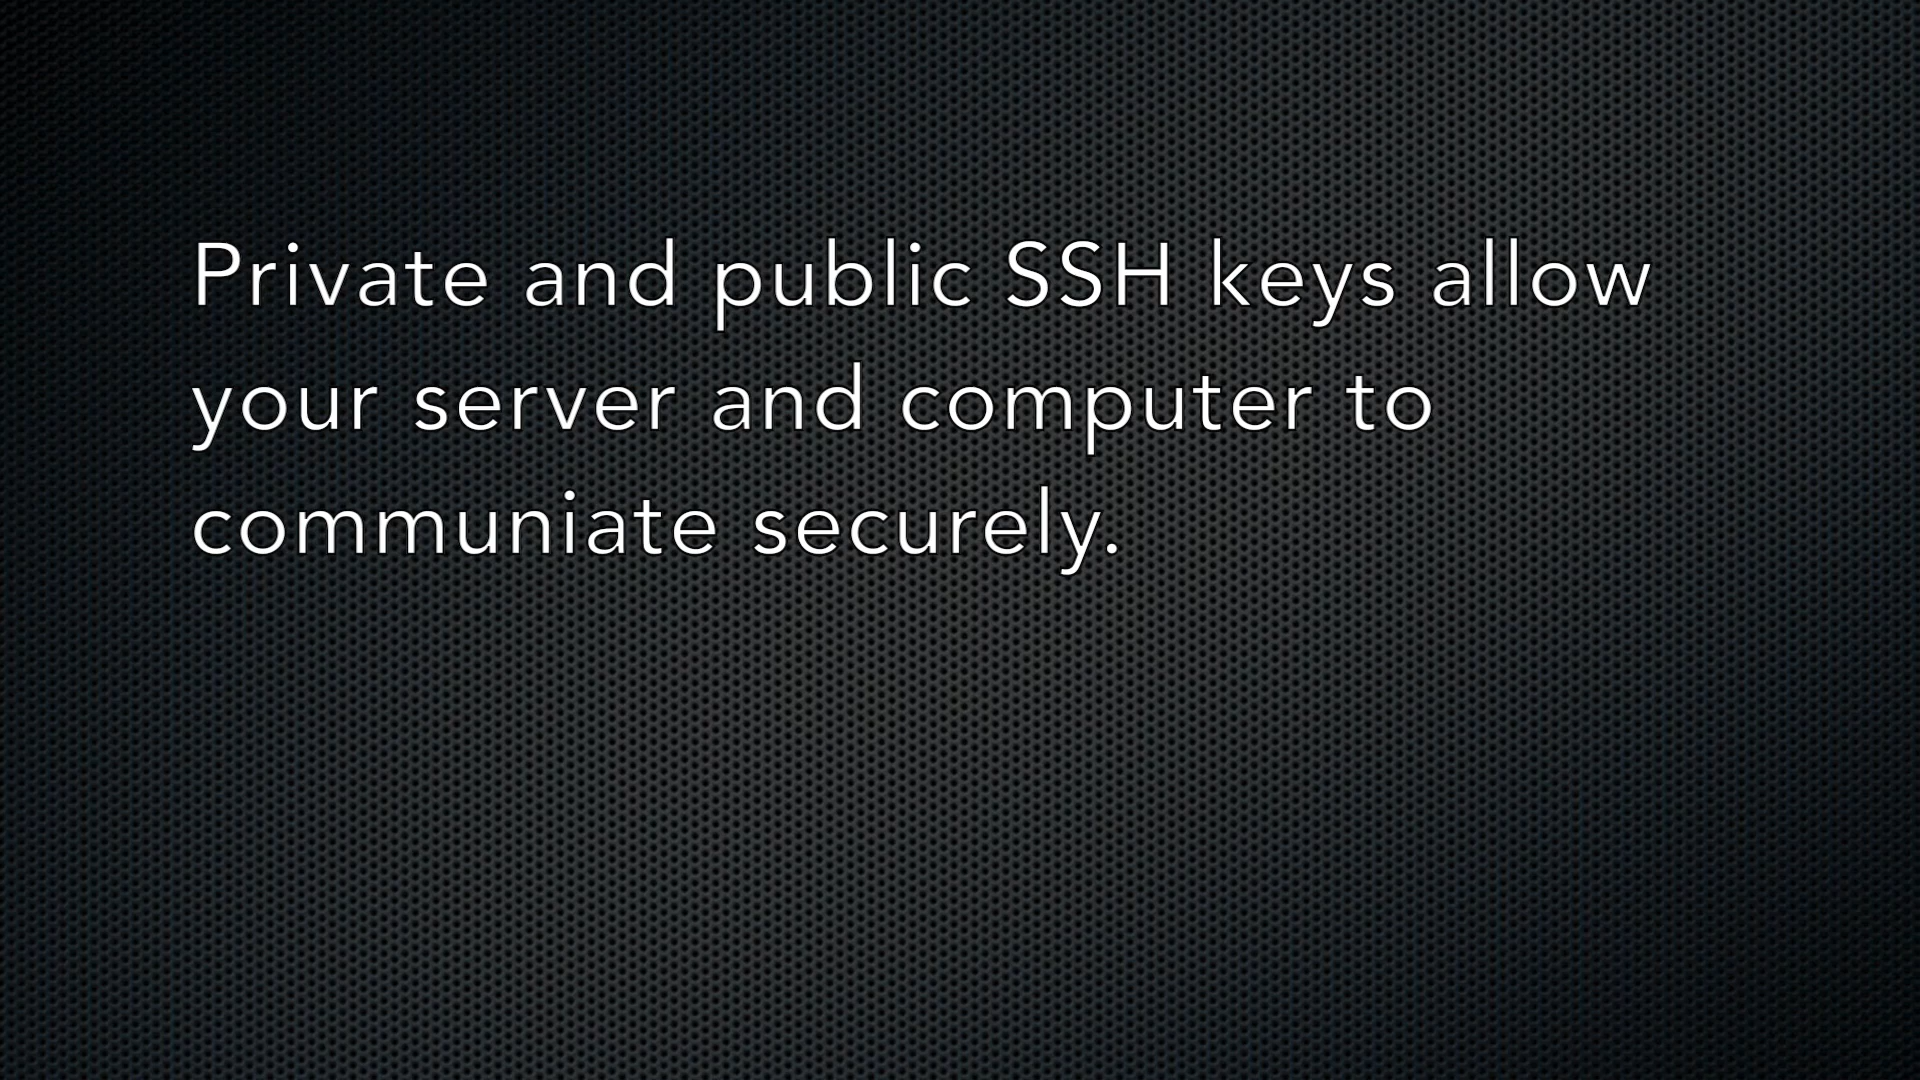 Private and public SSH keys allow
your server and computer to
communiate securely.